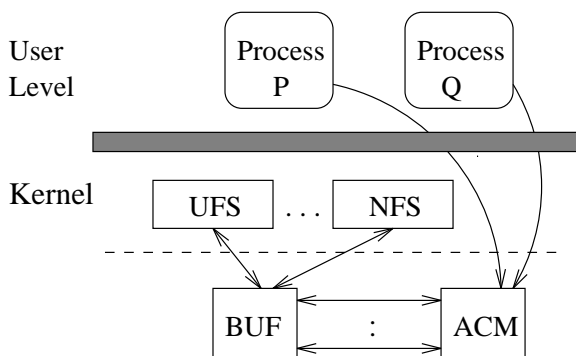 User
Level
Process
P
Process
Q
Kernel
UFS
. . .
NFS
BUF
:
ACM